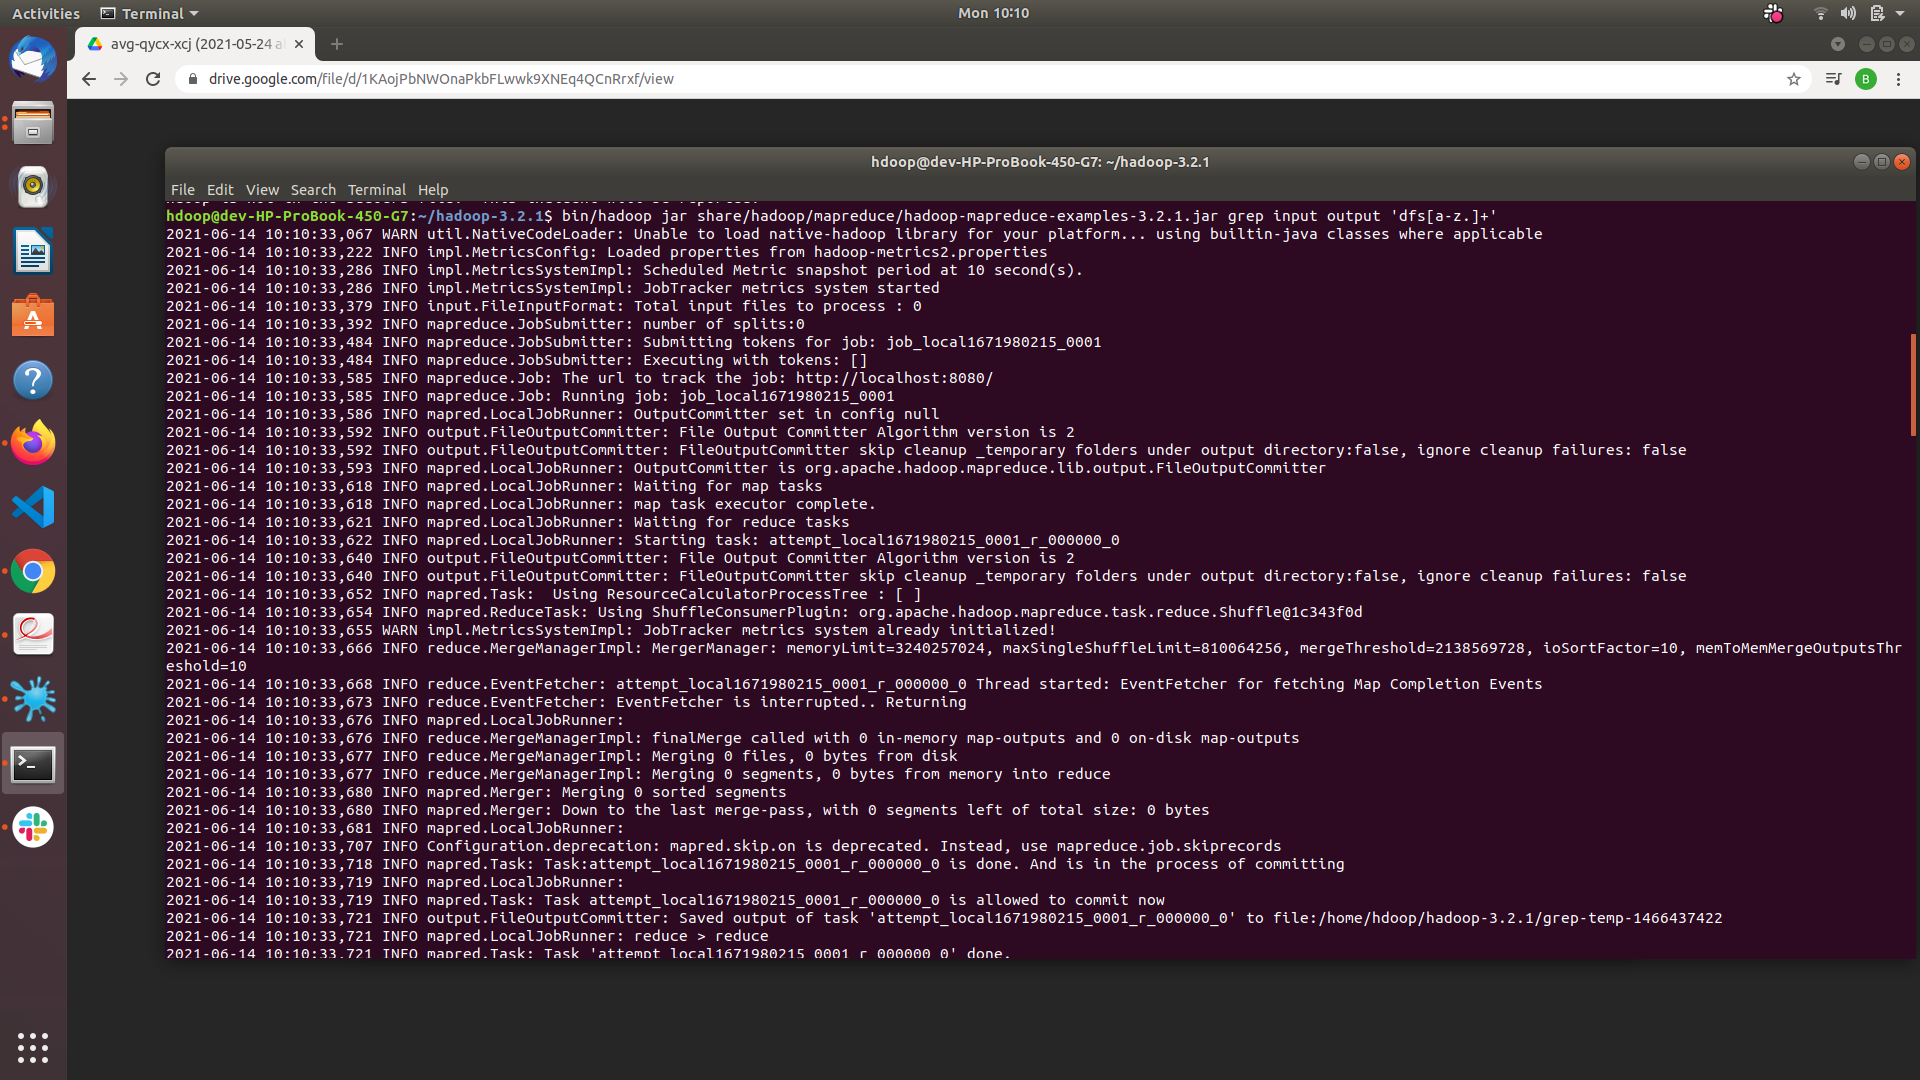 Activities
Terminal
Mon 10:10
avg-qycx-xcj (2021-05-24 a
drive.google.com/file/d/1KAojPbNWOnaPkbFLwwk9XNEq4QCnRrxf/view
B
hdoop@dev-HP-ProBook-450-G7: ~/hadoop-3.2.1
File Edit View Search Terminal Help
hdoop@dev-HP-ProBook-450-G7:~/hadoop-3.2.1$ bin/hadoop jar share/hadoop/mapreduce/hadoop-mapreduce-examples-3.2.1.jar grep input output 'dfs[a-z.]+'
2021-06-14 10:10:33,067 WARN util.NativeCodeLoader: Unable to load native-hadoop library for your platform... using builtin-java classes where applicable
2021-06-14 10:10:33,222 INFO impl.MetricsConfig: Loaded properties from hadoop-metrics2.properties
2021-06-14 10:10:33,286 INFO impl.MetricsSystemImpl: Scheduled Metric snapshot period at 10 second(s).
2021-06-14 10:10:33,286 INFO impl.MetricsSystemImpl: JobTracker metrics system started
2021-06-14 10:10:33,379 INFO input.FileInputFormat: Total input files to process : 0
2021-06-14 10:10:33,392 INFO mapreduce.JobSubmitter: number of splits:0
2021-06-14 10:10:33,484 INFO mapreduce.JobSubmitter: Submitting tokens for job: job_local1671980215_0001
2021-06-14 10:10:33,484 INFO mapreduce.JobSubmitter: Executing with tokens: []
2021-06-14 10:10:33,585 INFO mapreduce.Job: The url to track the job: http://localhost:8080/
2021-06-14 10:10:33,585 INFO mapreduce.Job: Running job: job_local1671980215_0001
2021-06-14 10:10:33,586 INFO mapred.LocalJobRunner: OutputCommitter set in config null
2021-06-14 10:10:33,592 INFO output.FileOutputCommitter: File Output Committer Algorithm version is 2
2021-06-14 10:10:33,592 INFO output.FileOutputCommitter: FileOutputCommitter skip cleanup _temporary folders under output directory:false, ignore cleanup failures: false
2021-06-14 10:10:33,593 INFO mapred.LocalJobRunner: OutputCommitter is org.apache.hadoop.mapreduce.lib.output.FileOutputCommitter
2021-06-14 10:10:33,618 INFO mapred.LocalJobRunner: Waiting for map tasks
2021-06-14 10:10:33,618 INFO mapred.LocalJobRunner: map task executor complete.
2021-06-14 10:10:33,621 INFO mapred.LocalJobRunner: Waiting for reduce tasks
2021-06-14 10:10:33,622 INFO mapred.LocalJobRunner: Starting task: attempt_local1671980215_0001_r_000000_0
2021-06-14 10:10:33,640 INFO output.FileOutputCommitter: File Output Committer Algorithm version is 2
2021-06-14 10:10:33,640 INFO output.FileOutputCommitter: FileOutputCommitter skip cleanup _temporary folders under output directory:false, ignore cleanup failures: false
2021-06-14 10:10:33,652 INFO mapred.Task:  Using ResourceCalculatorProcessTree : [ ]
2021-06-14 10:10:33,654 INFO mapred.ReduceTask: Using ShuffleConsumerPlugin: org.apache.hadoop.mapreduce.task.reduce.Shuffle@1c343f0d
2021-06-14 10:10:33,655 WARN impl.MetricsSystemImpl: JobTracker metrics system already initialized!
2021-06-14 10:10:33,666 INFO reduce.MergeManagerImpl: MergerManager: memoryLimit=3240257024, maxSingleShuffleLimit=810064256, mergeThreshold=2138569728, ioSortFactor=10, memToMemMergeOutputsThr
eshold=10
2021-06-14 10:10:33,668 INFO reduce.EventFetcher: attempt_local1671980215_0001_r_000000_0 Thread started: EventFetcher for fetching Map Completion Events
2021-06-14 10:10:33,673 INFO reduce.EventFetcher: EventFetcher is interrupted.. Returning
2021-06-14 10:10:33,676 INFO mapred.LocalJobRunner:
2021-06-14 10:10:33,676 INFO reduce.MergeManagerImpl: finalMerge called with 0 in-memory map-outputs and 0 on-disk map-outputs
2021-06-14 10:10:33,677 INFO reduce.MergeManagerImpl: Merging 0 files, 0 bytes from disk
2021-06-14 10:10:33,677 INFO reduce.MergeManagerImpl: Merging 0 segments, 0 bytes from memory into reduce
2021-06-14 10:10:33,680 INFO mapred.Merger: Merging 0 sorted segments
2021-06-14 10:10:33,680 INFO mapred.Merger: Down to the last merge-pass, with 0 segments left of total size: 0 bytes
2021-06-14 10:10:33,681 INFO mapred.LocalJobRunner:
2021-06-14 10:10:33,707 INFO Configuration.deprecation: mapred.skip.on is deprecated. Instead, use mapreduce.job.skiprecords
2021-06-14 10:10:33,718 INFO mapred.Task: Task:attempt_local1671980215_0001_r_000000_0 is done. And is in the process of committing
2021-06-14 10:10:33,719 INFO mapred.LocalJobRunner:
2021-06-14 10:10:33,719 INFO mapred.Task: Task attempt_local1671980215_0001_r_000000_0 is allowed to commit now
2021-06-14 10:10:33,721 INFO output.FileOutputCommitter: Saved output of task 'attempt_local1671980215_0001_r_000000_0' to file:/home/hdoop/hadoop-3.2.1/grep-temp-1466437422
2021-06-14 10:10:33,721 INFO mapred.LocalJobRunner: reduce > reduce
2021-06-14 10:10:33,721 INFO mapred.Task: Task 'attempt_local1671980215_0001_r_000000_0' done.